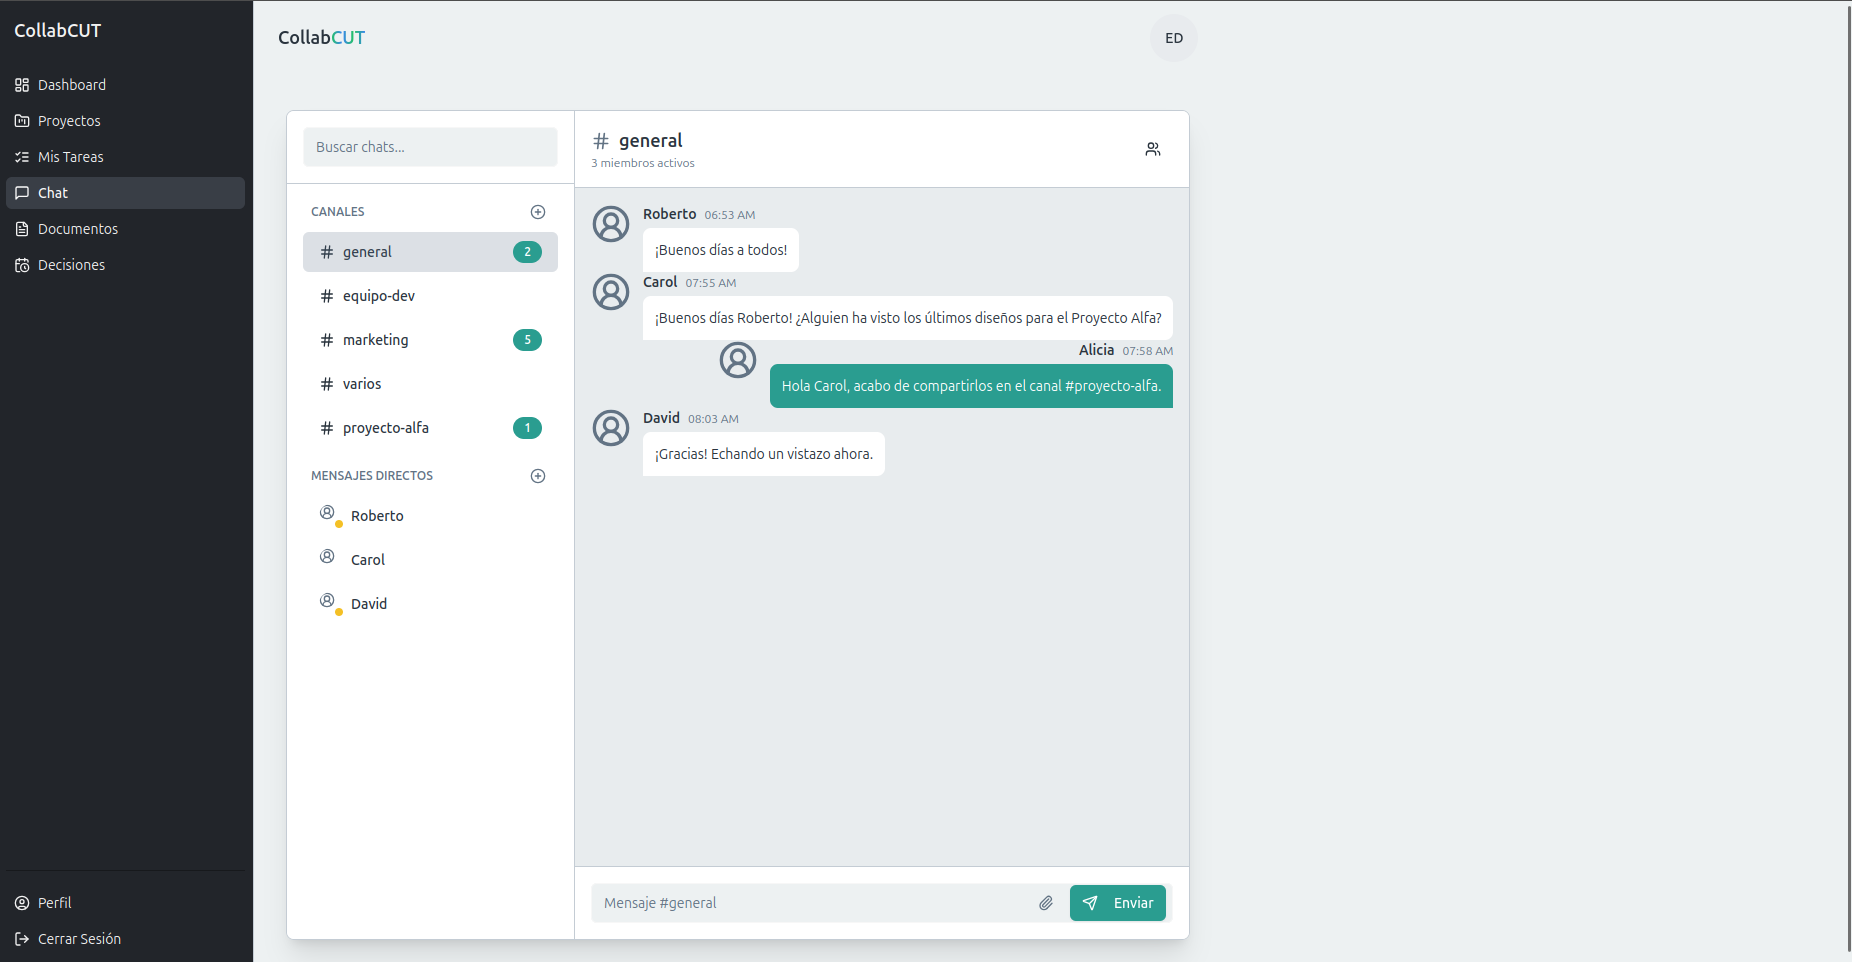 CollabCUT
Dashboard
Proyectos
Mis Tareas
Chat
Documentos
Decisiones
Perfil
Cerrar Sesión
CollabCUT
ED
Buscar chats...
CANALES
# general 2
# equipo-dev
# marketing 5
# varios
# proyecto-alfa 1
MENSAJES DIRECTOS
Roberto
Carol
David
# general
3 miembros activos
Roberto 06:53 AM
¡Buenos días a todos!
Carol 07:55 AM
¡Buenos días Roberto! ¿Alguien ha visto los últimos diseños para el Proyecto Alfa?
Alicia 07:58 AM
Hola Carol, acabo de compartirlos en el canal #proyecto-alfa.
David 08:03 AM
¡Gracias! Echando un vistazo ahora.
Mensaje #general
Enviar